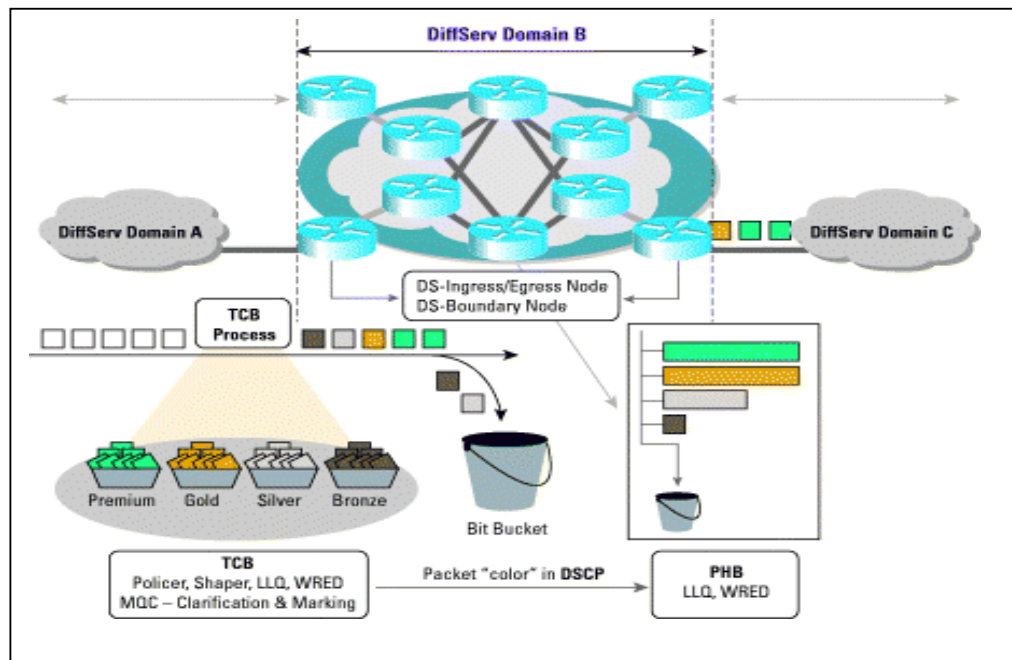 DiffServ Domain B
DiffServ Domain A
DiffServ Domain C
DS-Ingress/Egress Node
DS-Boundary Node
TCB
Process
Premium
Gold
Silver
Bronze
Bit Bucket
TCB
Policer, Shaper, LLQ, WRED
MQC – Clarification & Marking
Packet "color" in DSCP
PHB
LLQ, WRED